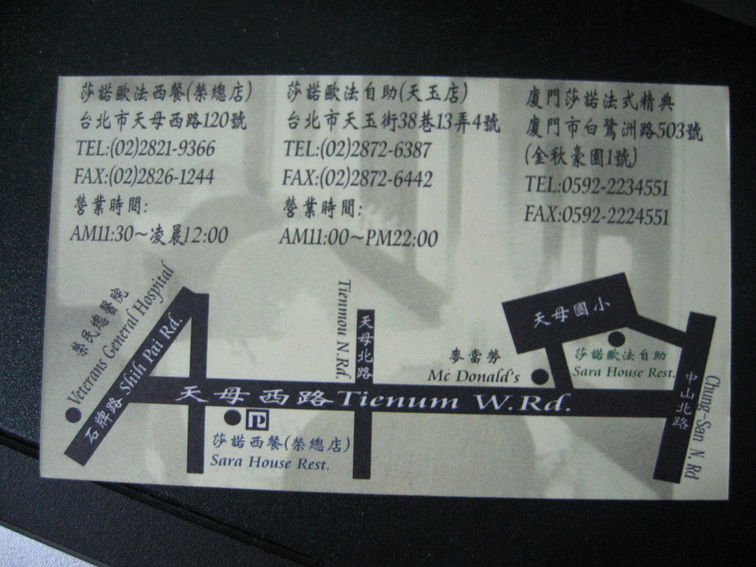 莎諾歐法西餐(榮總店)
台北市天母西路120號
TEL:(02)2821-9366
FAX:(02)2826-1244
營業時間:
AM11:30～凌晨12:00
莎諾歐法自助(天玉店)
台北市天玉街38巷13弄4號
TEL:(02)2872-6387
FAX:(02)2872-6442
營業時間:
AM11:00～PM22:00
廈門莎諾法式精典
廈門市白鷺洲路503號
(金秋豪園1號)
TEL:0592-2234551
FAX:0592-2224551
榮民總醫院
Veterans General Hospital
石牌路 Shih Pai Rd.
Tienmou N.Rd.
天母北路
麥當勞
Mc Donald's
天母國小
莎諾歐法自助
Sara House Rest.
中山北路
Chung-San N. Rd
天母西路 Tienum W.Rd.
P
莎諾西餐(榮總店)
Sara House Rest.